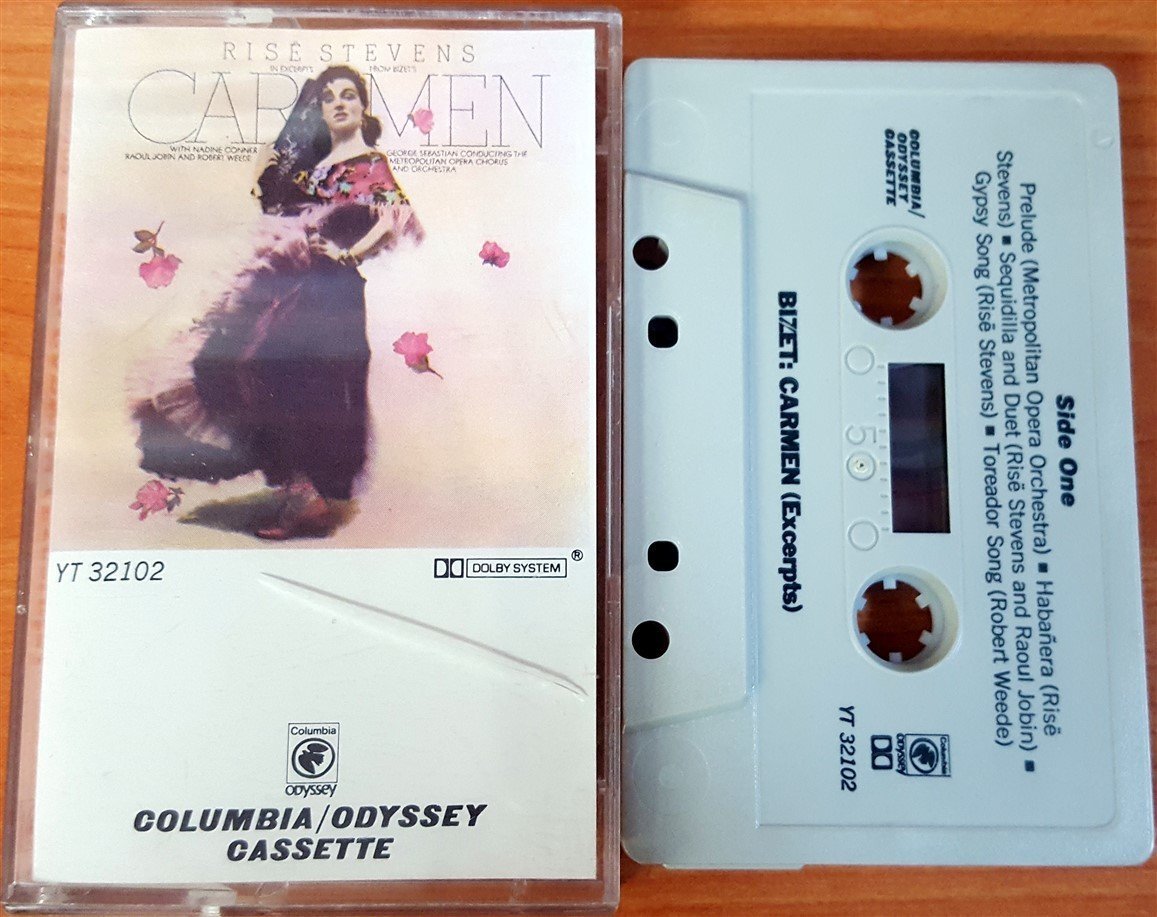 RISË STEVENS
IN EXCERPTS FROM BIZET'S
CARMEN
WITH NADINE CONNER
RAOUL JOBIN AND ROBERT WEEDE
GEORGE SEBASTIAN CONDUCTING THE
METROPOLITAN OPERA CHORUS
AND ORCHESTRA
YT 32102
DOLBY SYSTEM ®
Columbia
ODYSSEY
COLUMBIA/ODYSSEY
CASSETTE
Side One
Prelude (Metropolitan Opera Orchestra) ■ Habañera (Risë
Stevens) ■ Sequidilla and Duet (Risë Stevens and Raoul Jobin) ■
Gypsy Song (Risë Stevens) ■ Toreador Song (Robert Weede)
COLUMBIA/
ODYSSEY
CASSETTE
50
BIZET: CARMEN (Excerpts)
Columbia
ODYSSEY
YT 32102